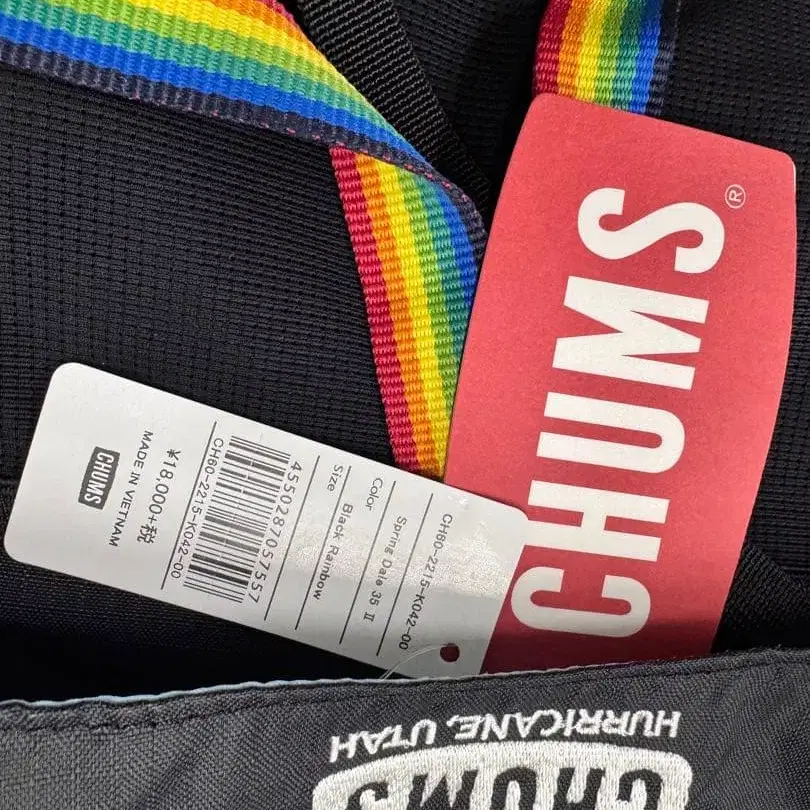 CHUMS®
CH60-2215-K042-00
Spring Dale 35 Ⅱ
Color
Black Rainbow
Size
4550287057557
CH60-2215-K042-00
¥18,000+税
MADE IN VIETNAM
CHUMS
HURRICANE, UTAH
CHUMS